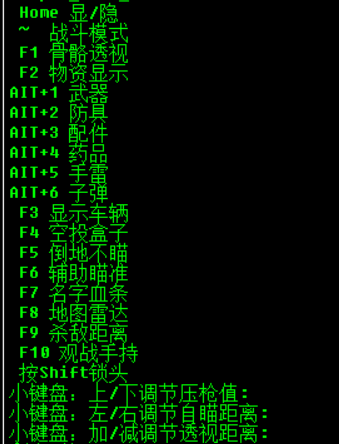 Home 显/隐
~ 战斗模式
F1 骨骼透视
F2 物资显示
AIT+1 武器
AIT+2 防具
AIT+3 配件
AIT+4 药品
AIT+5 手雷
AIT+6 子弹
F3 显示车辆
F4 空投盒子
F5 倒地不瞄
F6 辅助瞄准
F7 名字血条
F8 地图雷达
F9 杀敌距离
F10 观战手持
按Shift锁头
小键盘: 上/下调节压枪值:
小键盘: 左/右调节自瞄距离:
小键盘: 加/减调节透视距离: